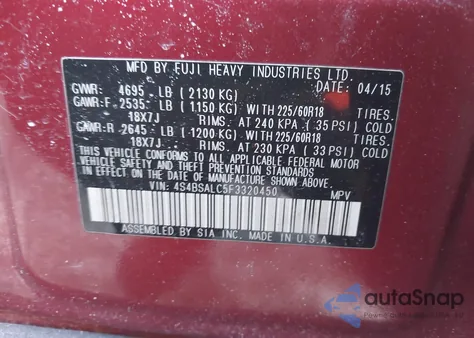 MFD BY FUJI HEAVY INDUSTRIES LTD.
GVWR: 4695 LB ( 2130 KG) DATE: 04/15
GAWR:F 2535 LB ( 1150 KG) WITH 225/60R18 TIRES.
18X7J RIMS, AT 240 KPA ( 35 PSI) COLD
GAWR:R 2645 LB ( 1200 KG) WITH 225/60R18 TIRES.
18X7J RIMS, AT 230 KPA ( 33 PSI) COLD
THIS VEHICLE CONFORMS TO ALL APPLICABLE FEDERAL MOTOR
VEHICLE SAFETY, BUMPER, AND THEFT PREVENTION STANDARDS IN
EFFECT ON THE DATE OF MANUFACTURE SHOWN ABOVE.
VIN: 4S4BSALC5F3320450 MPV
ASSEMBLED BY SIA INC. MADE IN U.S.A.
autoSnap